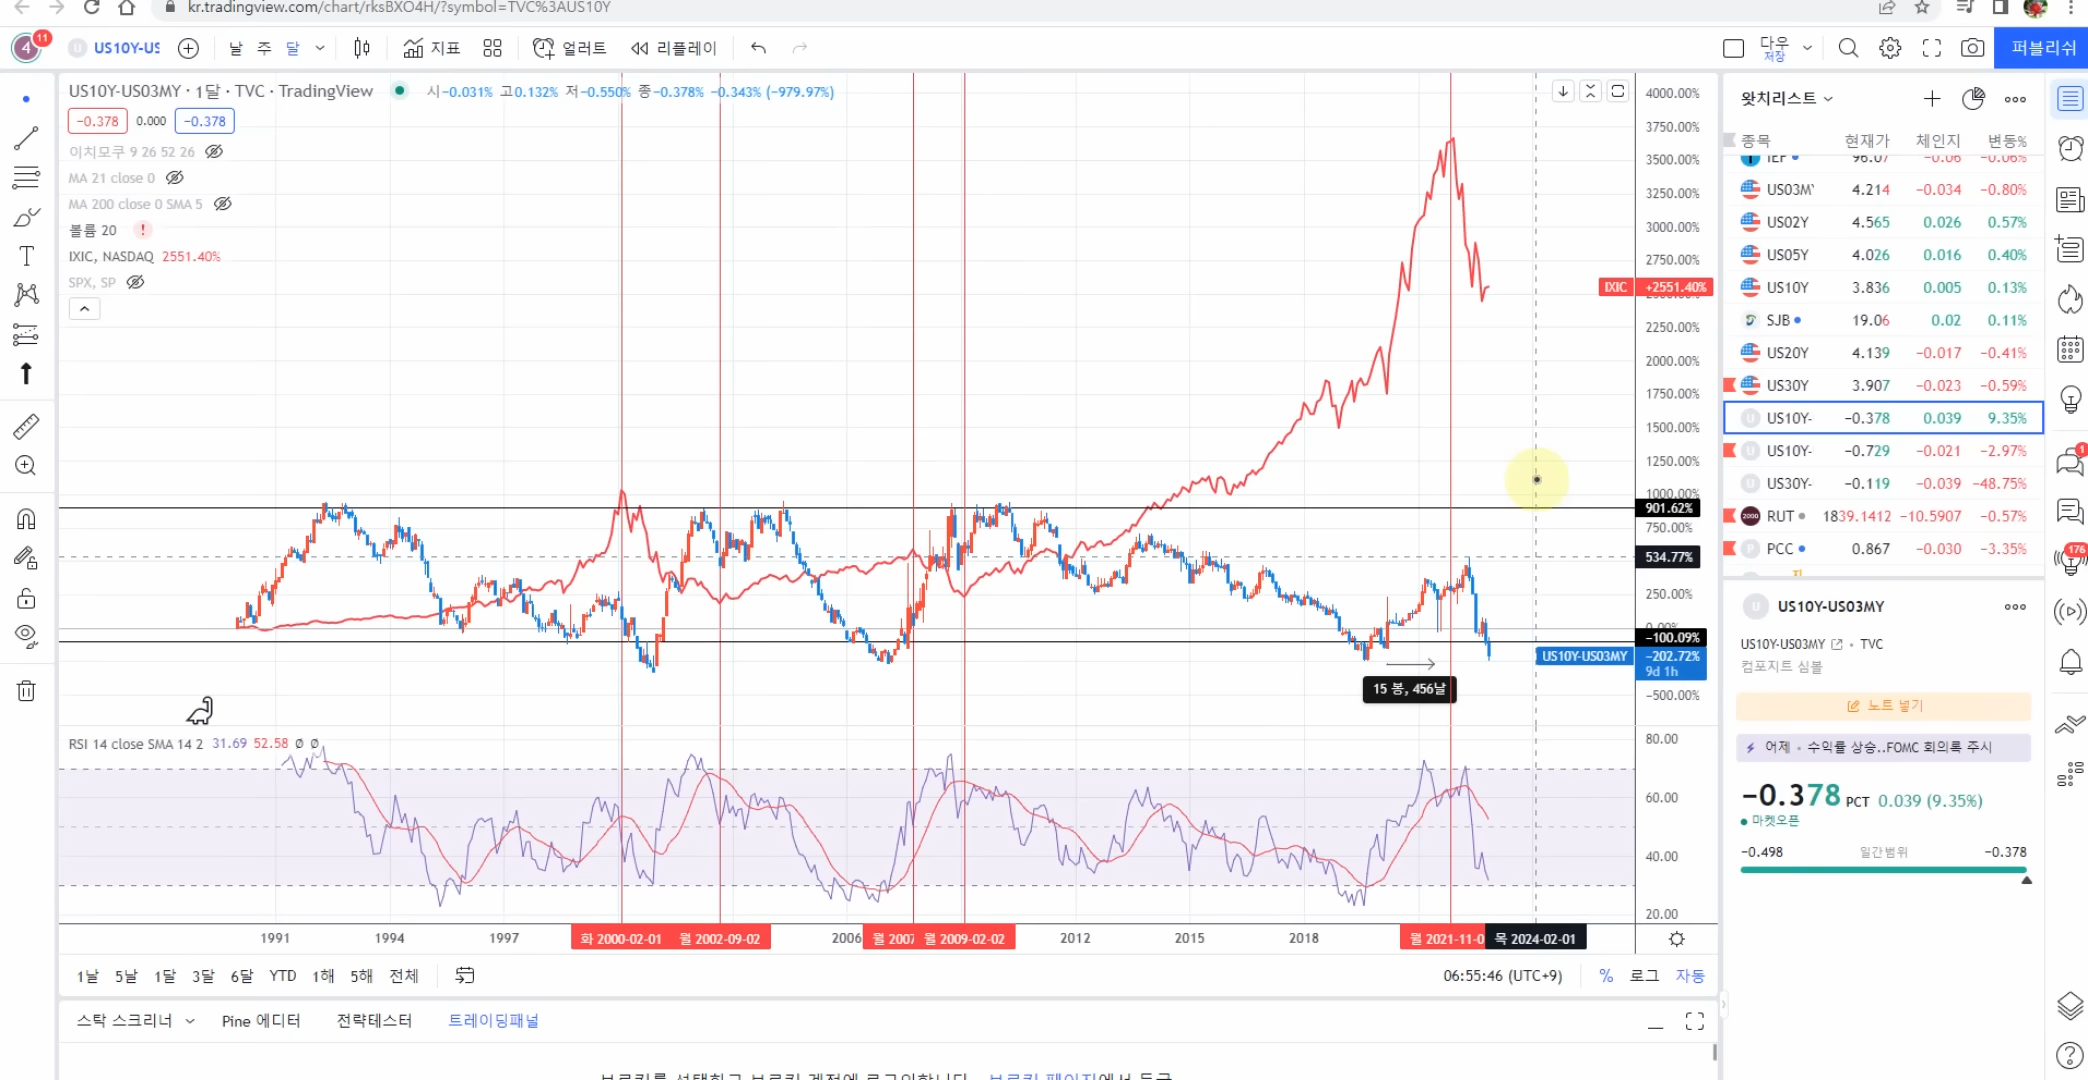 kr.tradingview.com/chart/rksBXO4H/?symbol=TVC%3AUS10Y
4 11 US10Y-US 날 주 달 지표 얼러트 리플레이 다우 저장 퍼블리쉬
US10Y-US03MY · 1달 · TVC · TradingView 시-0.031% 고0.132% 저-0.550% 종-0.378% -0.343% (-979.97%)
-0.378 0.000 -0.378
이치모쿠 9 26 52 26
MA 21 close 0
MA 200 close 0 SMA 5
볼륨 20 !
IXIC, NASDAQ 2551.40%
SPX, SP
4000.00%
3750.00%
3500.00%
3250.00%
3000.00%
2750.00%
IXIC +2551.40%
2250.00%
2000.00%
1750.00%
1500.00%
1250.00%
1000.00%
901.62%
750.00%
534.77%
250.00%
0.00%
-100.09%
US10Y-US03MY -202.72%
9d 1h
-500.00%
15 봉, 456날
RSI 14 close SMA 14 2 31.69 52.58 Ø Ø
80.00
60.00
40.00
20.00
1991 1994 1997 화 2000-02-01 월 2002-09-02 2006 월 2007 월 2009-02-02 2012 2015 2018 월 2021-11-0 목 2024-02-01
1날 5날 1달 3달 6달 YTD 1해 5해 전체 06:55:46 (UTC+9) % 로그 자동
스탁 스크리너 Pine 에디터 전략테스터 트레이딩패널
왓치리스트
종목 현재가 체인지 변동%
IEF 96.07 -0.06 -0.06%
US03M 4.214 -0.034 -0.80%
US02Y 4.565 0.026 0.57%
US05Y 4.026 0.016 0.40%
US10Y 3.836 0.005 0.13%
SJB 19.06 0.02 0.11%
US20Y 4.139 -0.017 -0.41%
US30Y 3.907 -0.023 -0.59%
US10Y- -0.378 0.039 9.35%
US10Y- -0.729 -0.021 -2.97%
US30Y- -0.119 -0.039 -48.75%
2000 RUT 1839.1412 -10.5907 -0.57%
P PCC 0.867 -0.030 -3.35%
U US10Y-US03MY
US10Y-US03MY · TVC
컴포지트 심볼
노트 넣기
어제 · 수익률 상승..FOMC 회의록 주시
-0.378 PCT 0.039 (9.35%)
마켓오픈
-0.498 일간범위 -0.378
1
176